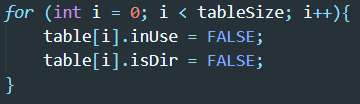 for (int i = 0; i < tableSize; i++){
    table[i].inUse = FALSE;
    table[i].isDir = FALSE;
}